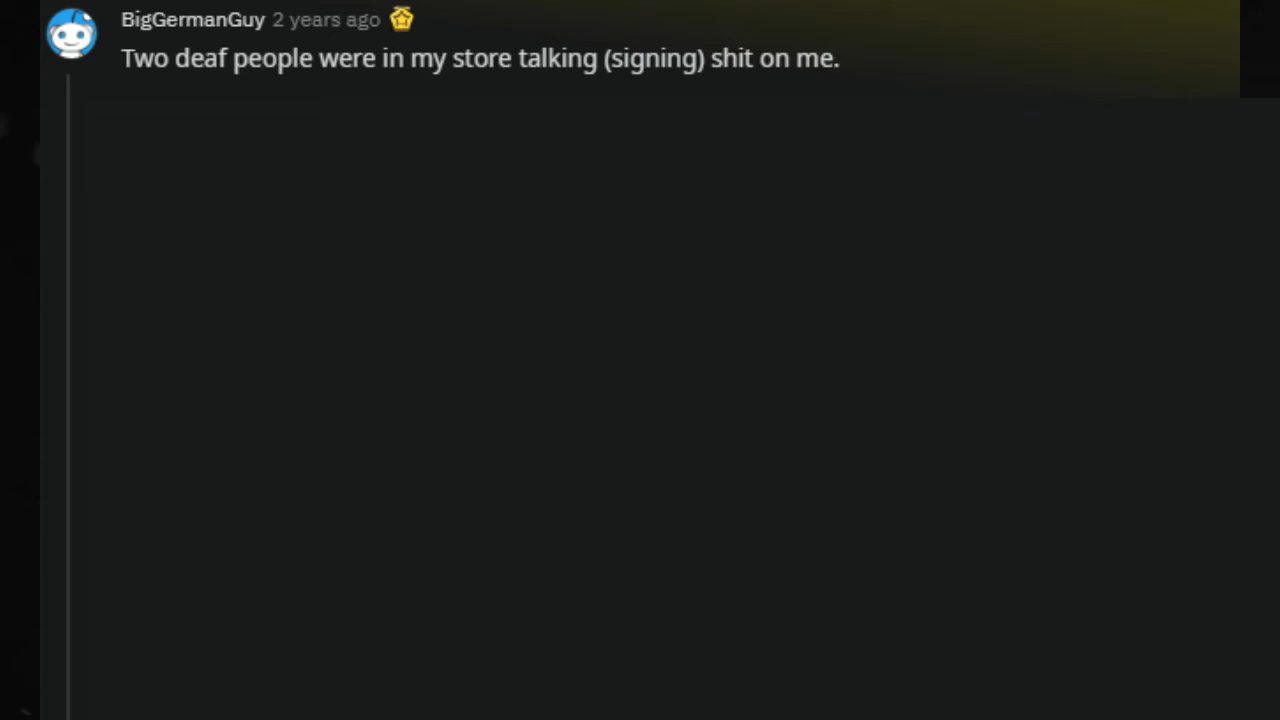 BigGermanGuy 2 years ago
Two deaf people were in my store talking (signing) shit on me.